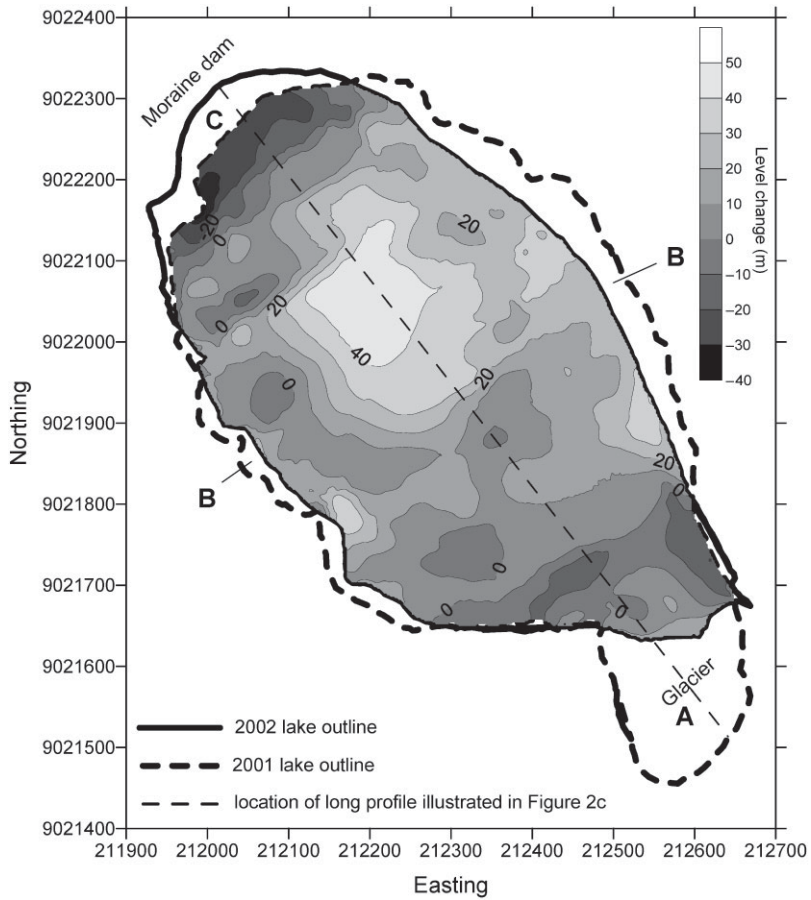 9022400
9022300
9022200
9022100
9022000
9021900
9021800
9021700
9021600
9021500
9021400
Northing
211900 212000 212100 212200 212300 212400 212500 212600 212700
Easting
Moraine dam
C
B
B
Glacier
A
-20
0
20
0
20
40
0
20
20
0
0
0
0
50
40
30
20
10
0
–10
–20
–30
–40
Level change (m)
2002 lake outline
2001 lake outline
location of long profile illustrated in Figure 2c